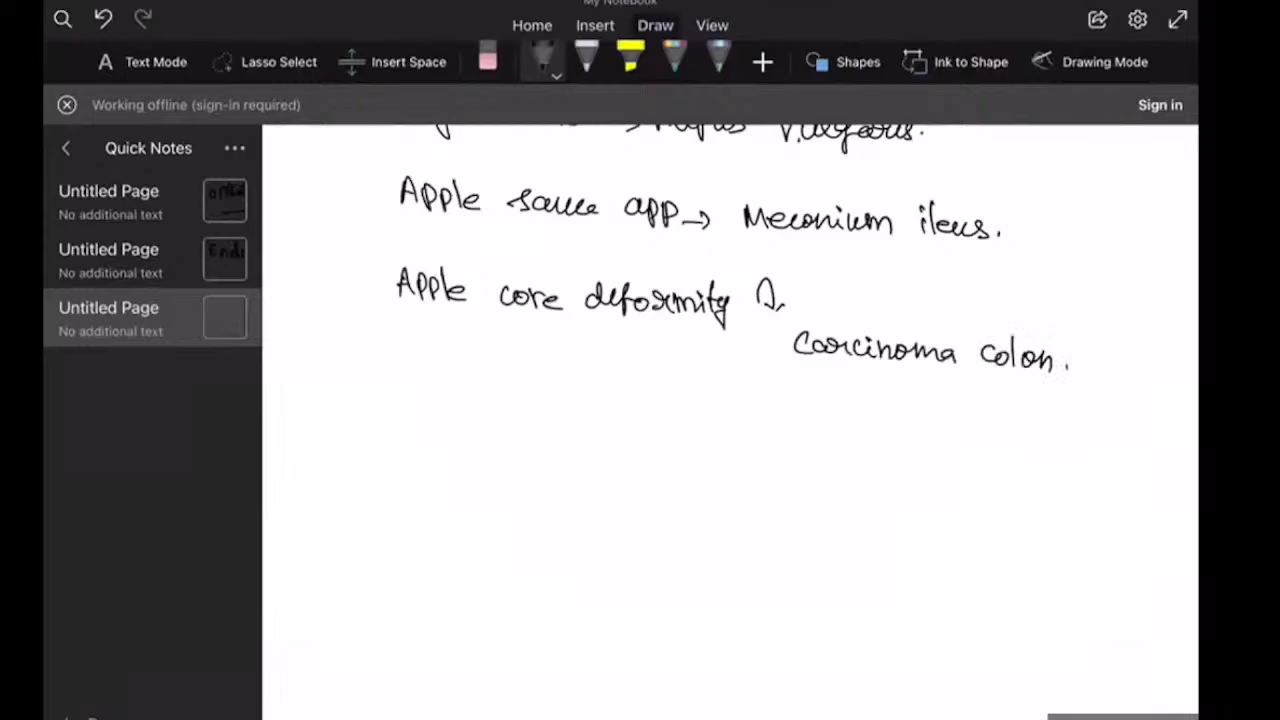 My Notebook
Home Insert Draw View
Text Mode Lasso Select Insert Space Shapes Ink to Shape Drawing Mode
Working offline (sign-in required) Sign in
Quick Notes
Untitled Page
No additional text
Untitled Page
No additional text
Untitled Page
No additional text
Vulgaris.
Apple sauce app → Meconium ileus.
Apple core deformity
Carcinoma colon.